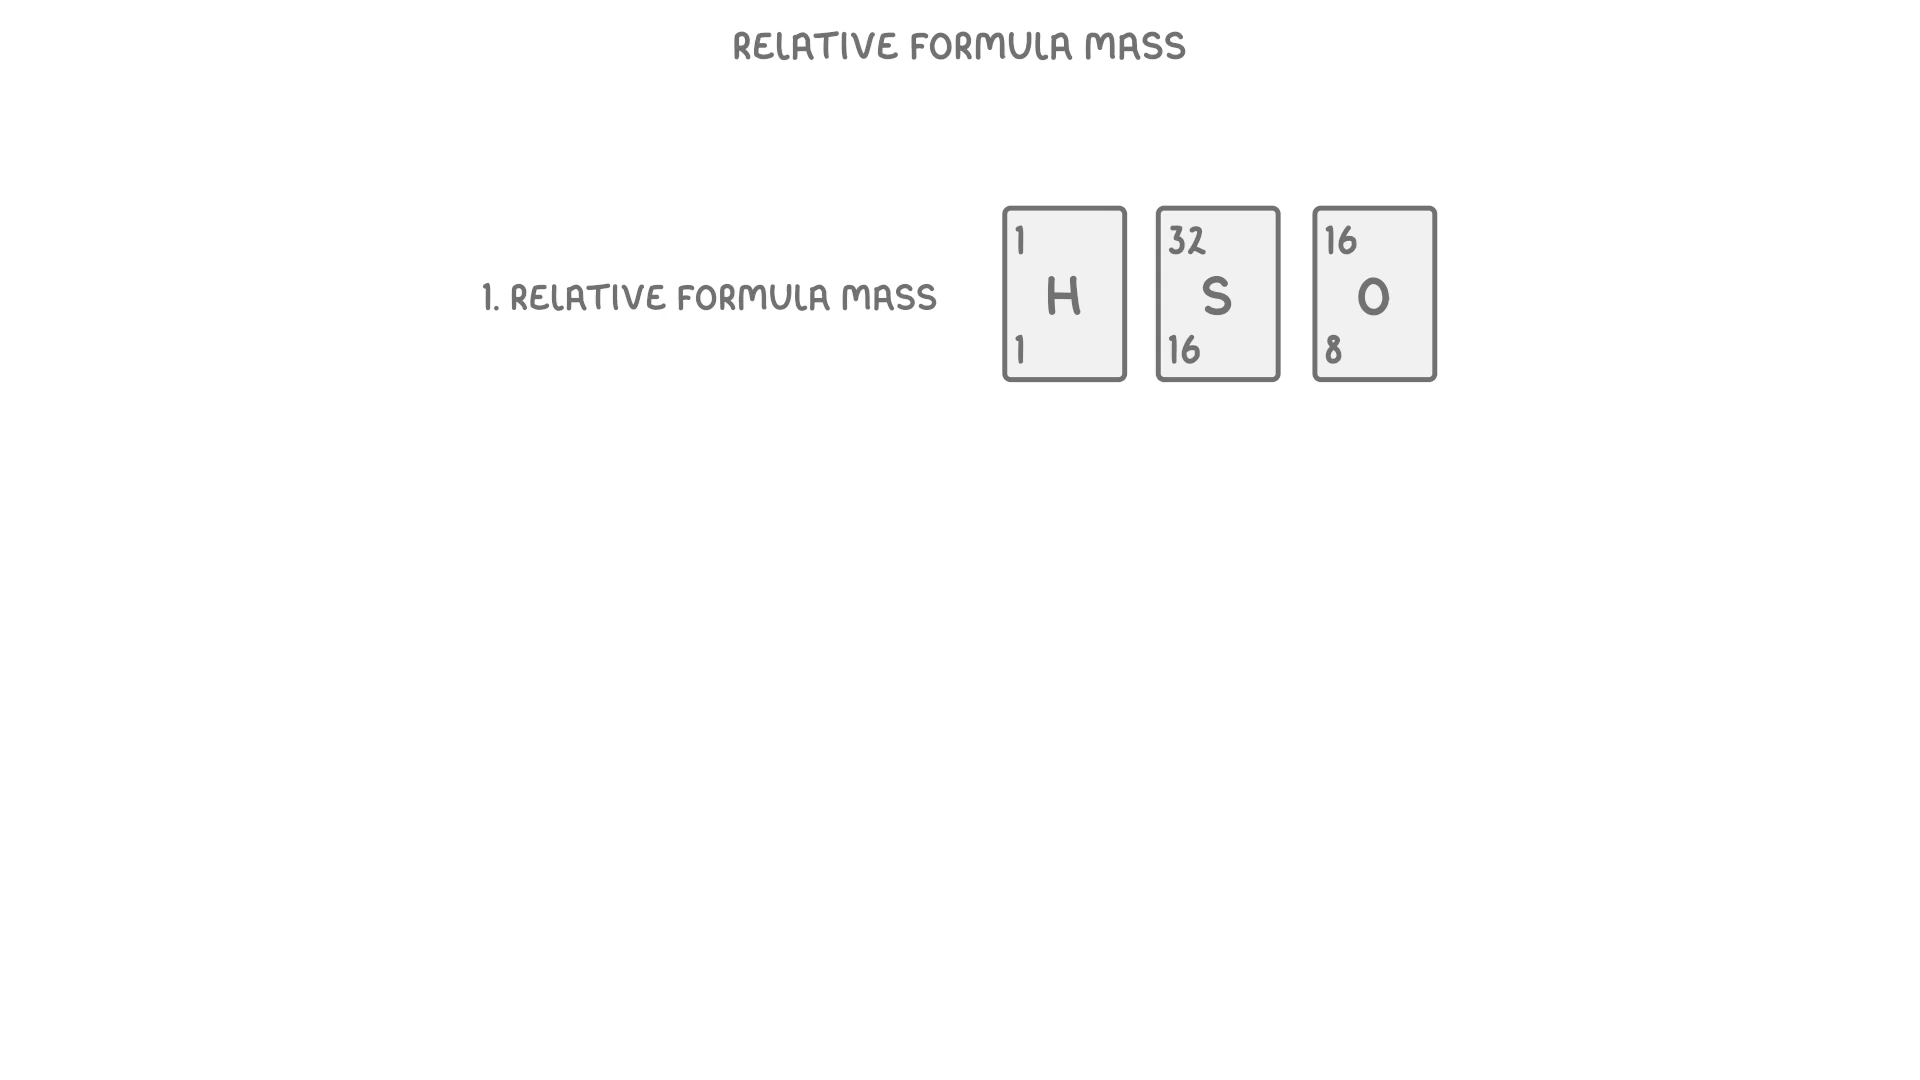 RELATIVE FORMULA MASS
1. RELATIVE FORMULA MASS
1 32 16
H S O
1 16 8